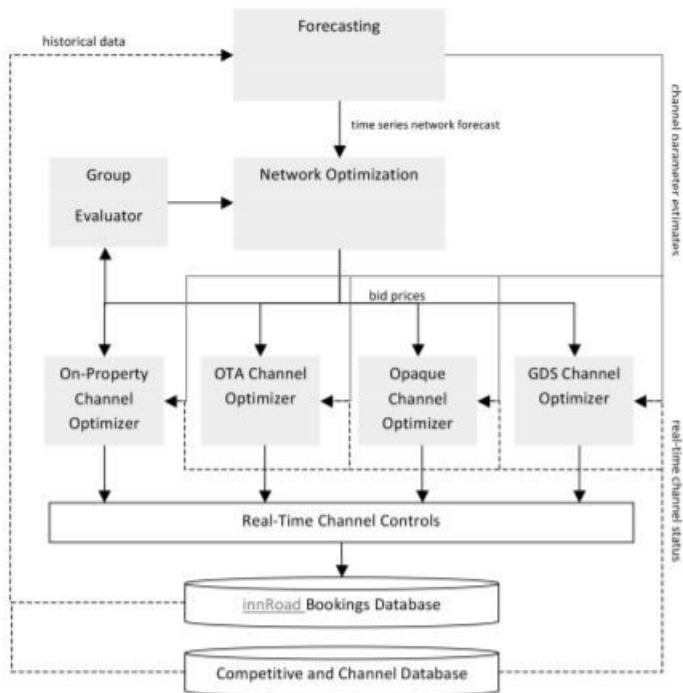 Forecasting
historical data
channel parameter estimates
time series network forecast
Group
Evaluator
Network Optimization
bid prices
On-Property
Channel
Optimizer
OTA Channel
Optimizer
Opaque
Channel
Optimizer
GDS Channel
Optimizer
real-time channel status
Real-Time Channel Controls
innRoad Bookings Database
Competitive and Channel Database